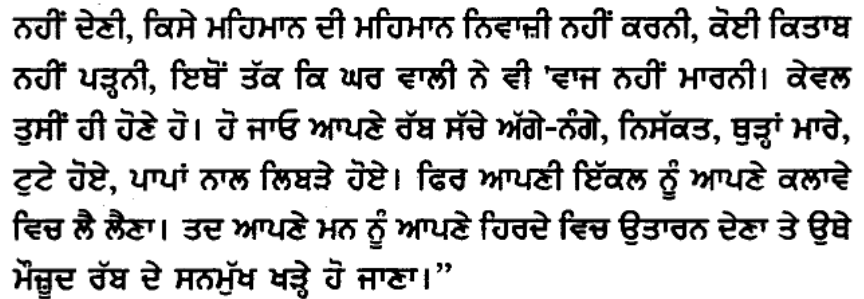 ਨਹੀਂ ਦੇਣੀ, ਕਿਸੇ ਮਹਿਮਾਨ ਦੀ ਮਹਿਮਾਨ ਨਿਵਾਜ਼ੀ ਨਹੀਂ ਕਰਨੀ, ਕੋਈ ਕਿਤਾਬ
ਨਹੀਂ ਪੜ੍ਹਨੀ, ਇਥੋਂ ਤੱਕ ਕਿ ਘਰ ਵਾਲੀ ਨੇ ਵੀ 'ਵਾਜ ਨਹੀਂ ਮਾਰਨੀ। ਕੇਵਲ
ਤੁਸੀਂ ਹੀ ਹੋਣੇ ਹੋ। ਹੋ ਜਾਓ ਆਪਣੇ ਰੱਬ ਸੱਚੇ ਅੱਗੇ-ਨੰਗੇ, ਨਿਸੱਕਤ, ਥੁੜ੍ਹਾਂ ਮਾਰੇ,
ਟੁਟੇ ਹੋਏ, ਪਾਪਾਂ ਨਾਲ ਲਿਬੜੇ ਹੋਏ। ਫਿਰ ਆਪਣੀ ਇੱਕਲ ਨੂੰ ਆਪਣੇ ਕਲਾਵੇ
ਵਿਚ ਲੈ ਲੈਣਾ। ਤਦ ਆਪਣੇ ਮਨ ਨੂੰ ਆਪਣੇ ਹਿਰਦੇ ਵਿਚ ਉਤਾਰਨ ਦੇਣਾ ਤੇ ਉਥੇ
ਮੌਜ਼ੂਦ ਰੱਬ ਦੇ ਸਨਮੁੱਖ ਖੜ੍ਹੇ ਹੋ ਜਾਣਾ।”